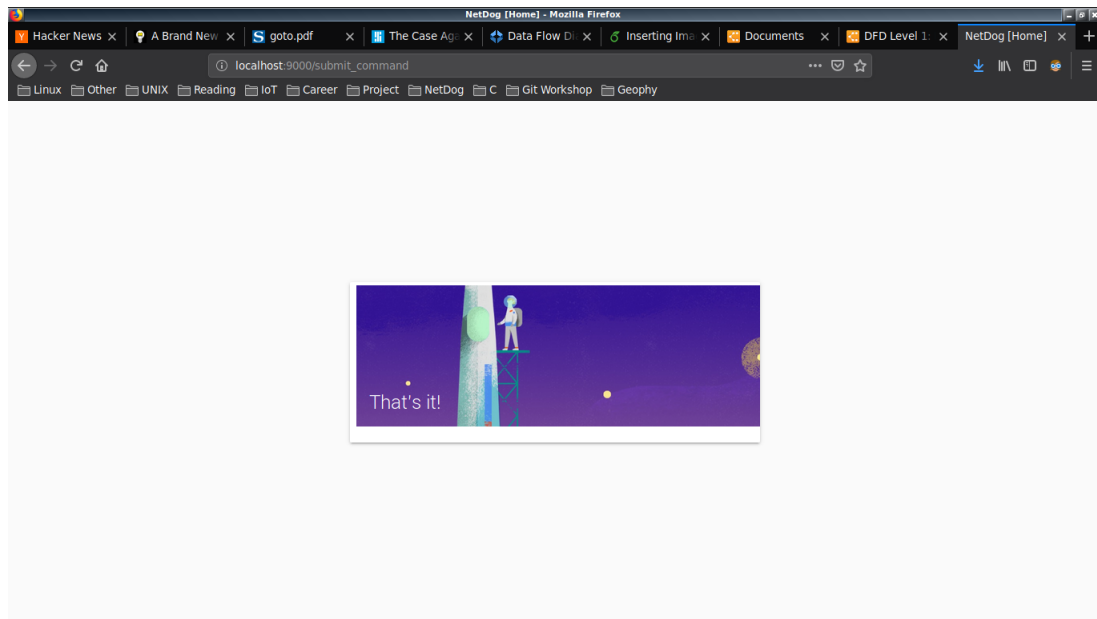 NetDog [Home] - Mozilla Firefox
Y Hacker News A Brand New S goto.pdf The Case Aga Data Flow Di Inserting Ima Documents DFD Level 1: NetDog [Home]
localhost:9000/submit_command
Linux Other UNIX Reading IoT Career Project NetDog C Git Workshop Geophy
That's it!